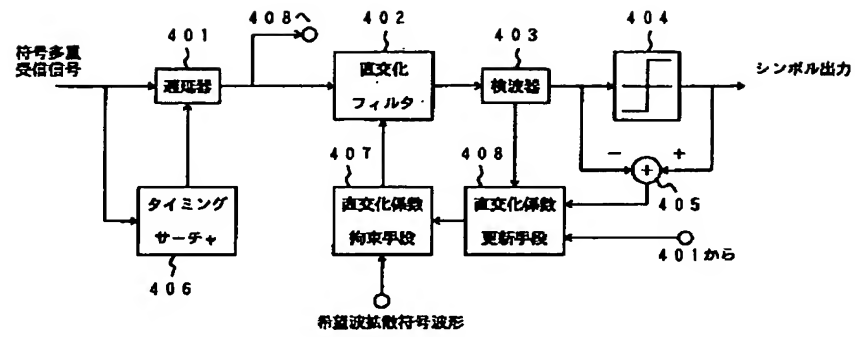 408へ
401
402
403
404
符号多重
受信信号
遅延器
直交化
フィルタ
検波器
シンボル出力
407
408
－
＋
+
405
タイミング
サーチャ
406
直交化係数
拘束手段
直交化係数
更新手段
401から
希望波拡散符号波形